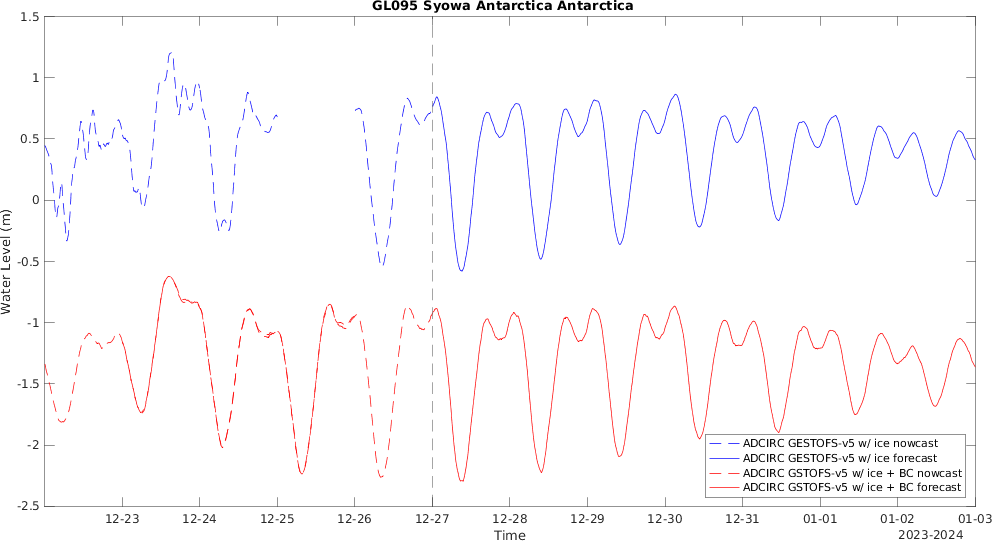 GL095 Syowa Antarctica Antarctica
1.5
1
0.5
0
-0.5
-1
-1.5
-2
-2.5
Water Level (m)
12-23 12-24 12-25 12-26 12-27 12-28 12-29 12-30 12-31 01-01 01-02 01-03
Time
2023-2024
ADCIRC GESTOFS-v5 w/ ice nowcast
ADCIRC GESTOFS-v5 w/ ice forecast
ADCIRC GSTOFS-v5 w/ ice + BC nowcast
ADCIRC GSTOFS-v5 w/ ice + BC forecast